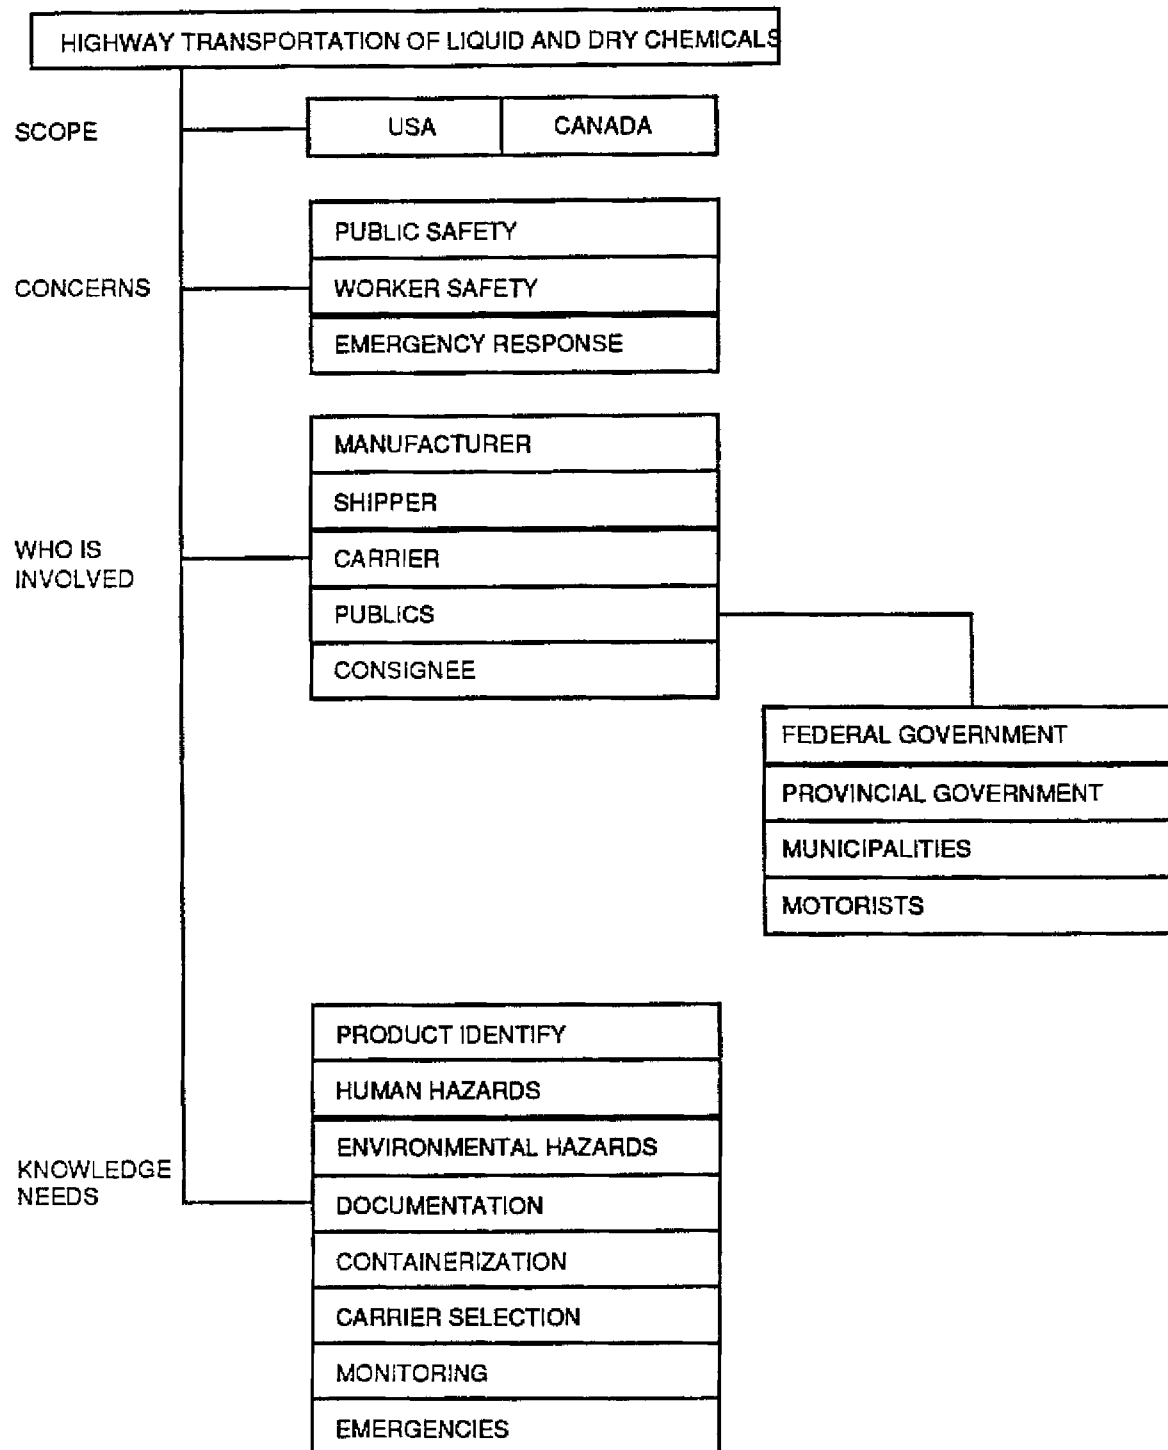 HIGHWAY TRANSPORTATION OF LIQUID AND DRY CHEMICALS
SCOPE
USA
CANADA
CONCERNS
PUBLIC SAFETY
WORKER SAFETY
EMERGENCY RESPONSE
WHO IS
INVOLVED
MANUFACTURER
SHIPPER
CARRIER
PUBLICS
CONSIGNEE
FEDERAL GOVERNMENT
PROVINCIAL GOVERNMENT
MUNICIPALITIES
MOTORISTS
KNOWLEDGE
NEEDS
PRODUCT IDENTIFY
HUMAN HAZARDS
ENVIRONMENTAL HAZARDS
DOCUMENTATION
CONTAINERIZATION
CARRIER SELECTION
MONITORING
EMERGENCIES